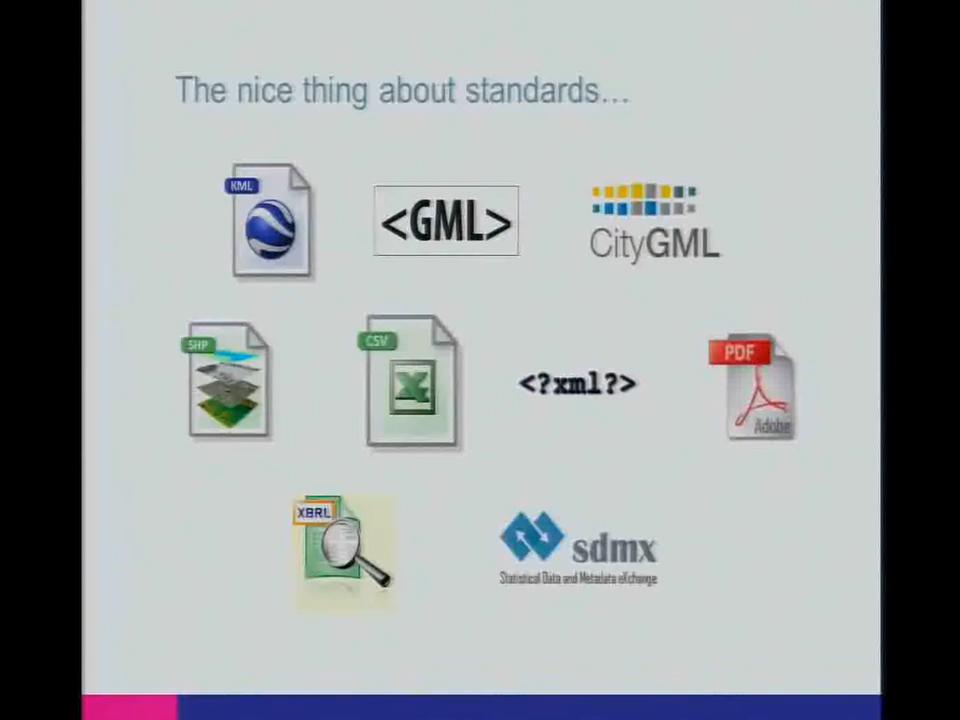 The nice thing about standards...
KML
<GML>
CityGML
SHP
CSV
<?xml?>
PDF
Adobe
XBRL
sdmx
Statistical Data and Metadata eXchange